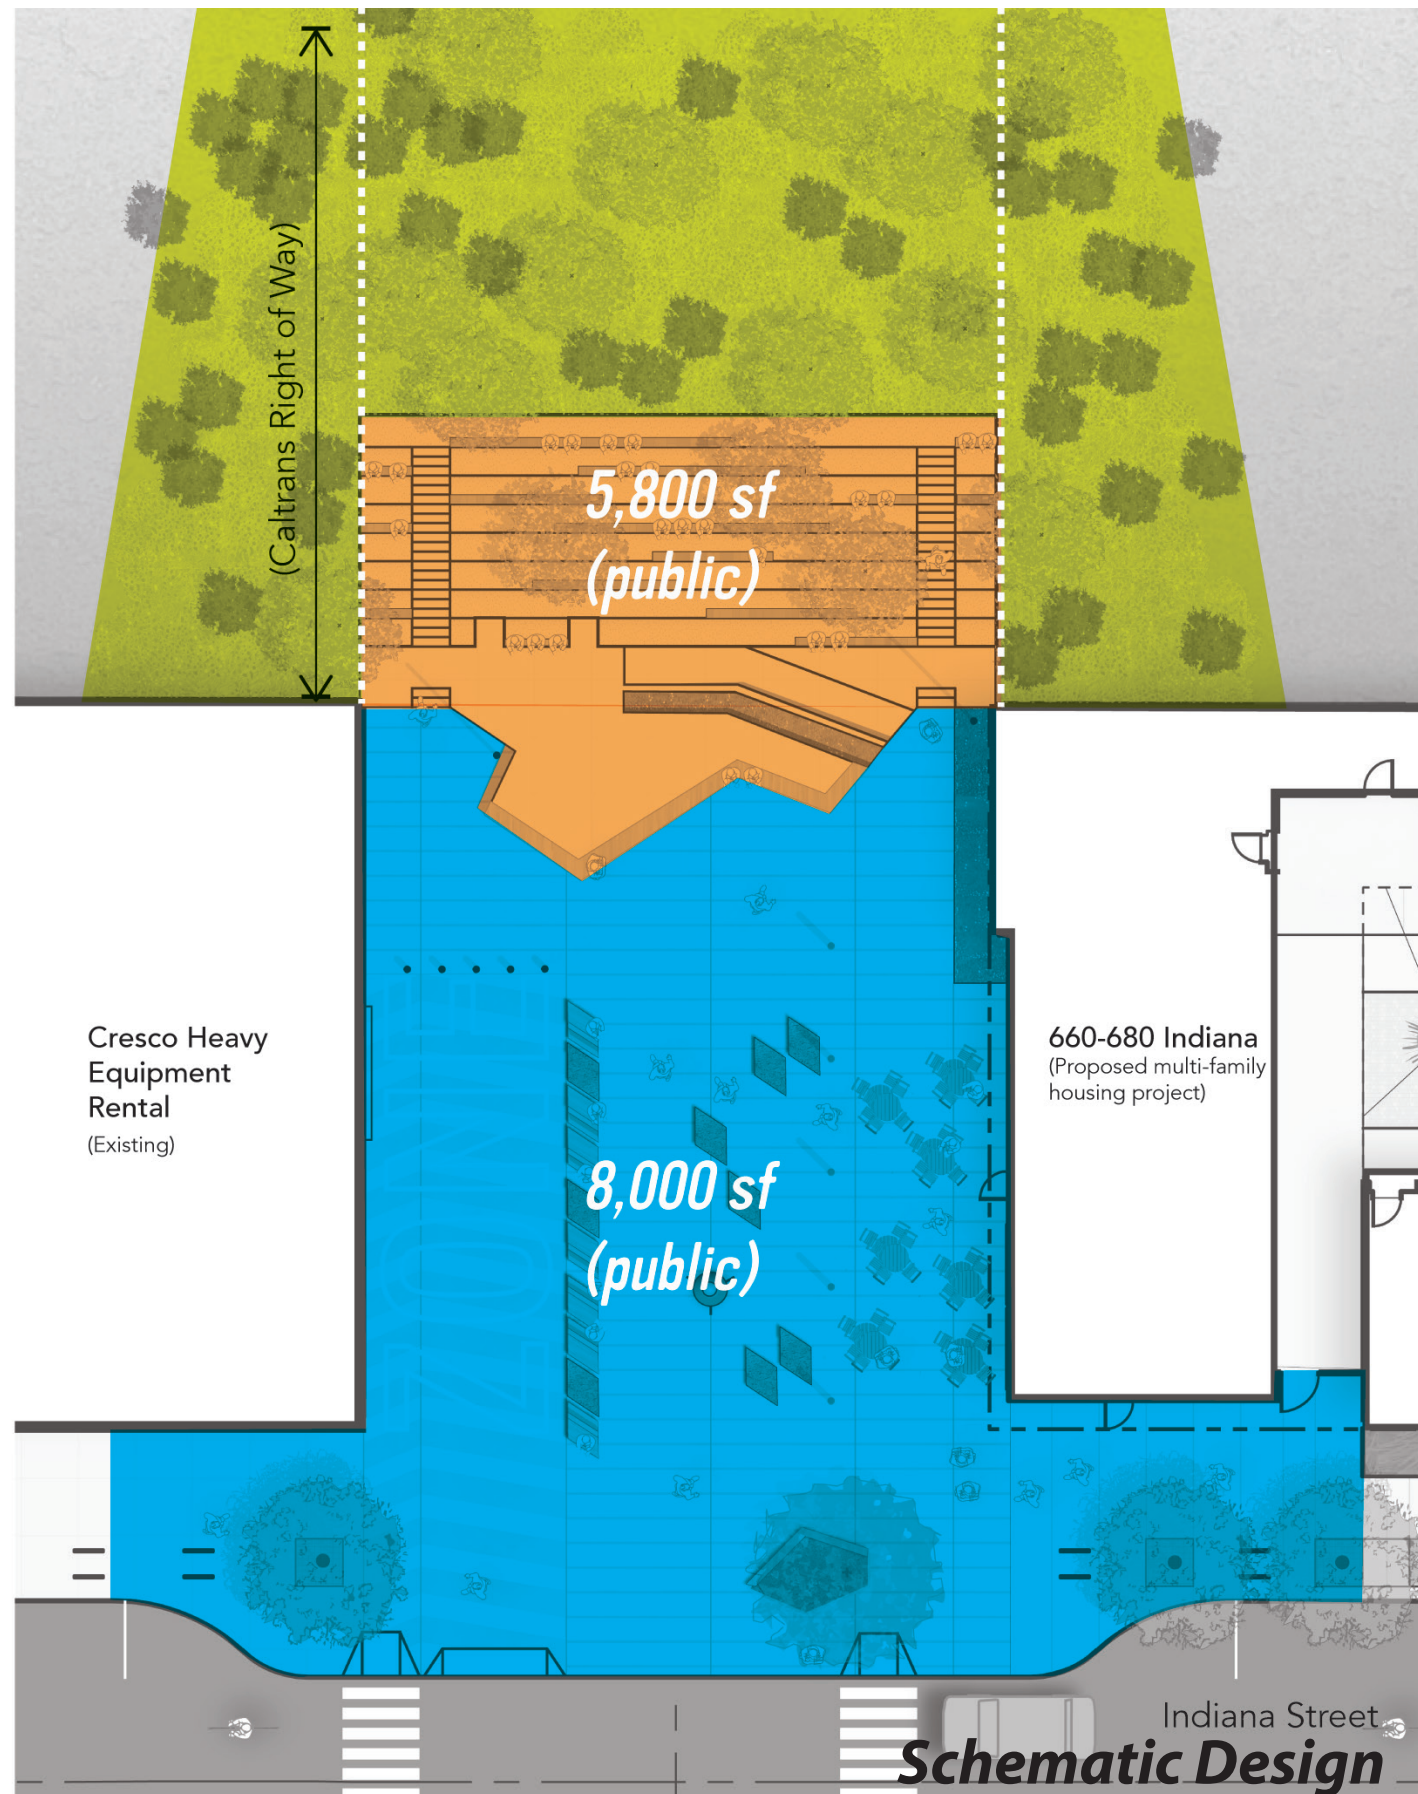 (Caltrans Right of Way)
5,800 sf
(public)
Cresco Heavy
Equipment
Rental
(Existing)
660-680 Indiana
(Proposed multi-family
housing project)
8,000 sf
(public)
Indiana Street
Schematic Design